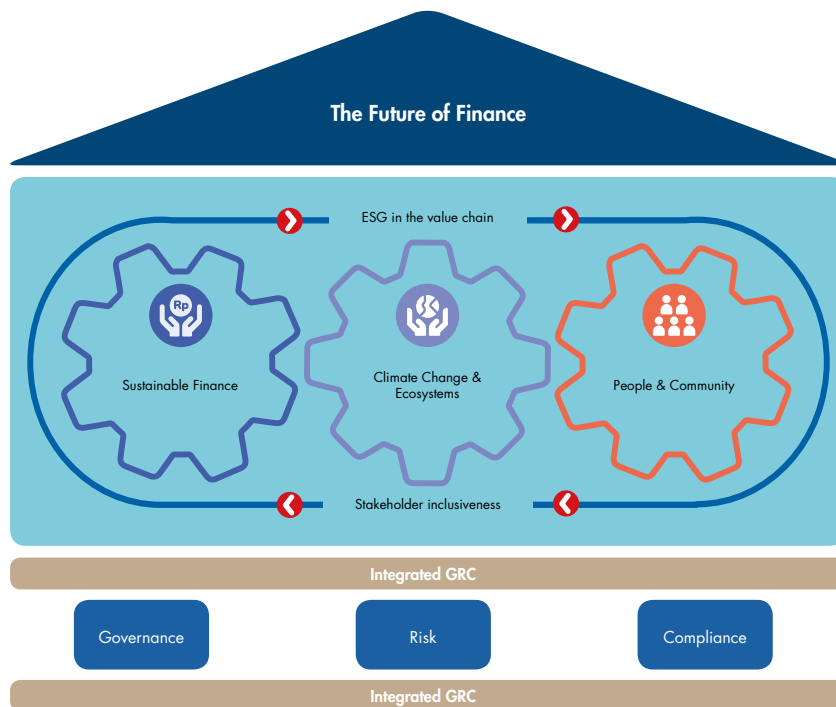 The Future of Finance
ESG in the value chain
Rp
Sustainable Finance
Climate Change &
Ecosystems
People & Community
Stakeholder inclusiveness
Integrated GRC
Governance
Risk
Compliance
Integrated GRC